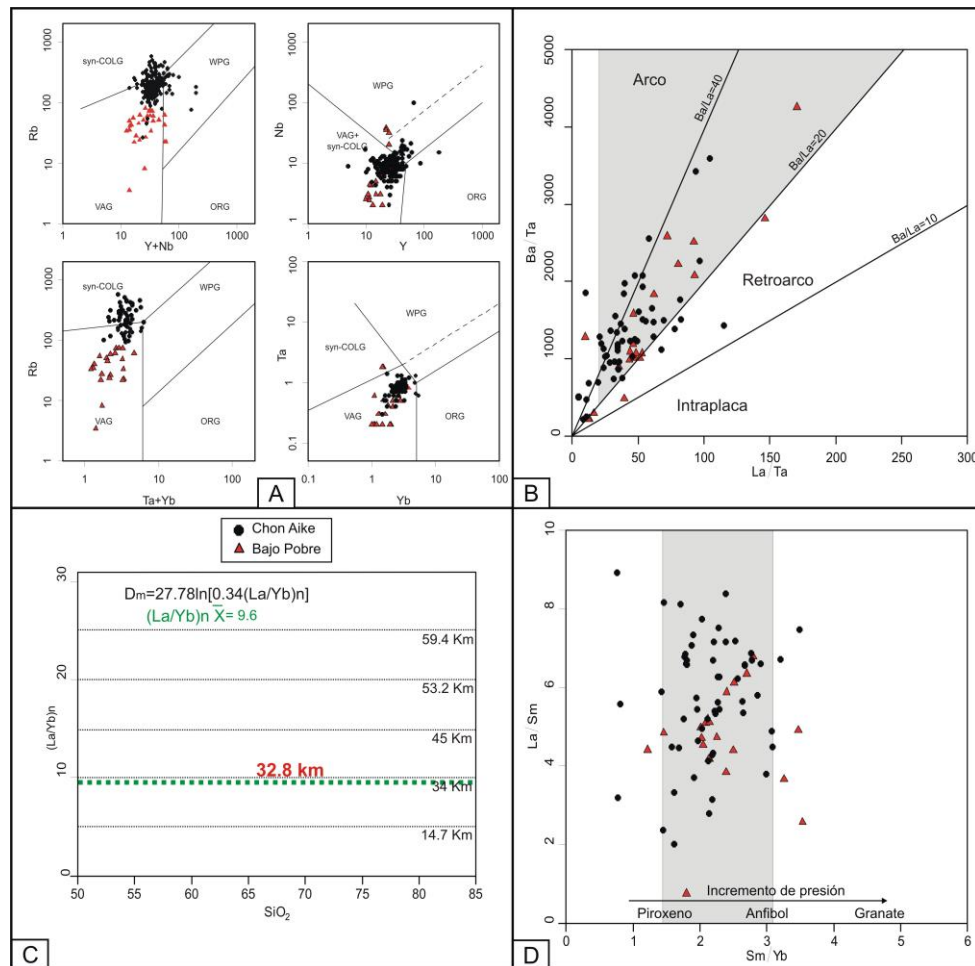 1000
100
10
1
Rb
syn-COLG
WPG
VAG
ORG
1
10
100
1000
Y+Nb
1000
100
10
1
Nb
WPG
VAG+
syn-COLG
ORG
1
10
100
1000
Y
1000
100
10
1
Rb
syn-COLG
WPG
VAG
ORG
1
10
100
Ta+Yb
100
10
1
0.1
Ta
WPG
syn-COLG
VAG
ORG
0.1
1
10
100
Yb
A
5000
4000
3000
2000
1000
0
Ba/Ta
Arco
Ba/La=40
Ba/La=20
Ba/La=10
Retroarco
Intraplaca
0
50
100
150
200
250
300
La/Ta
B
Chon Aike
Bajo Pobre
30
20
10
0
(La/Yb)n
Dm=27.78ln[0.34(La/Yb)n]
(La/Yb)n X̅= 9.6
59.4 Km
53.2 Km
45 Km
32.8 km
34 Km
14.7 Km
50
55
60
65
70
75
80
85
SiO₂
C
10
8
6
4
2
0
La/Sm
Incremento de presión
Piroxeno
Anfibol
Granate
0
1
2
3
4
5
6
Sm/Yb
D